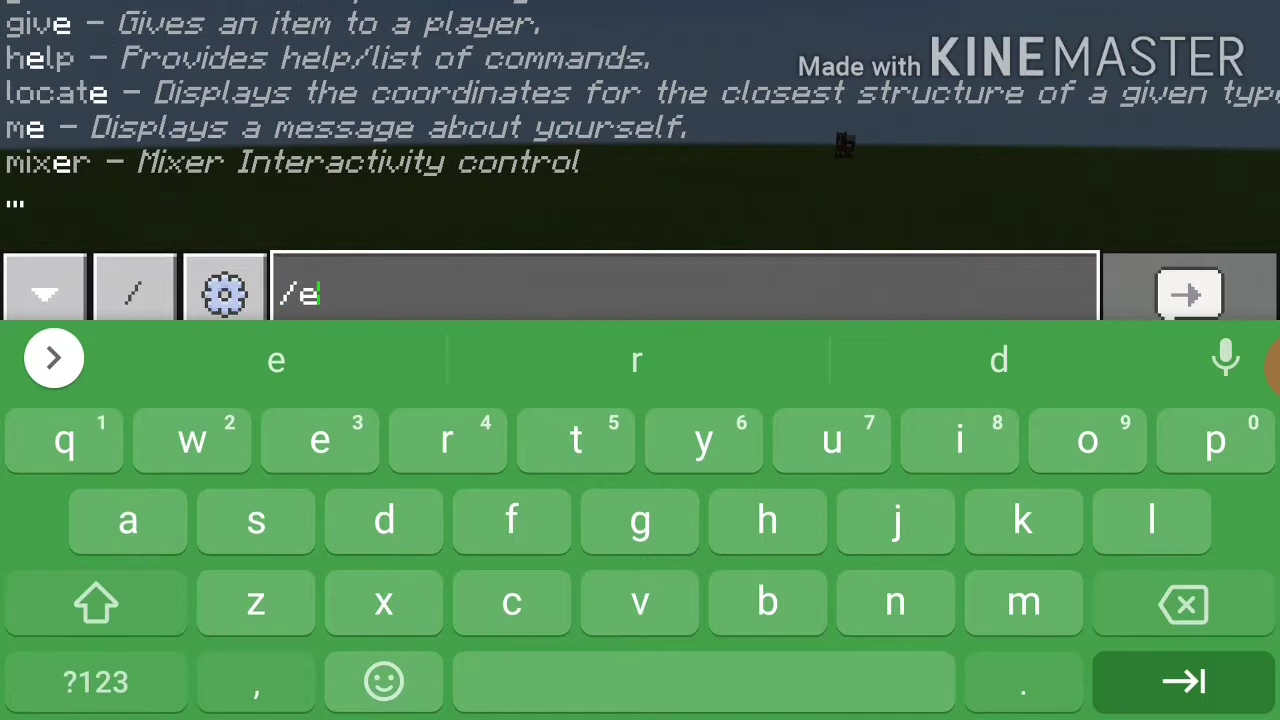 give – Gives an item to a player.
help – Provides help/list of commands.
Made with KINEMASTER
locate – Displays the coordinates for the closest structure of a given type
me – Displays a message about yourself.
mixer – Mixer Interactivity control
...
/ /e
e r d
q 1 w 2 e 3 r 4 t 5 y 6 u 7 i 8 o 9 p 0
a s d f g h j k l
z x c v b n m
?123 , .